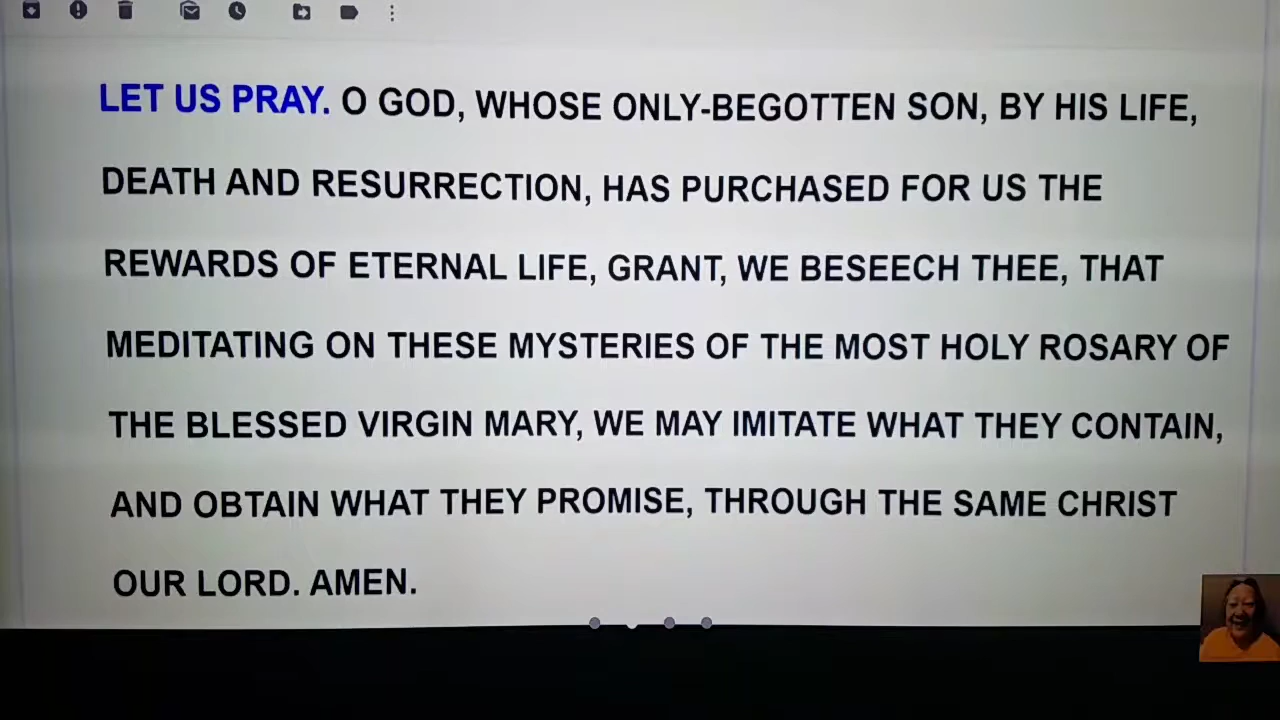 LET US PRAY. O GOD, WHOSE ONLY-BEGOTTEN SON, BY HIS LIFE,
DEATH AND RESURRECTION, HAS PURCHASED FOR US THE
REWARDS OF ETERNAL LIFE, GRANT, WE BESEECH THEE, THAT
MEDITATING ON THESE MYSTERIES OF THE MOST HOLY ROSARY OF
THE BLESSED VIRGIN MARY, WE MAY IMITATE WHAT THEY CONTAIN,
AND OBTAIN WHAT THEY PROMISE, THROUGH THE SAME CHRIST
OUR LORD. AMEN.